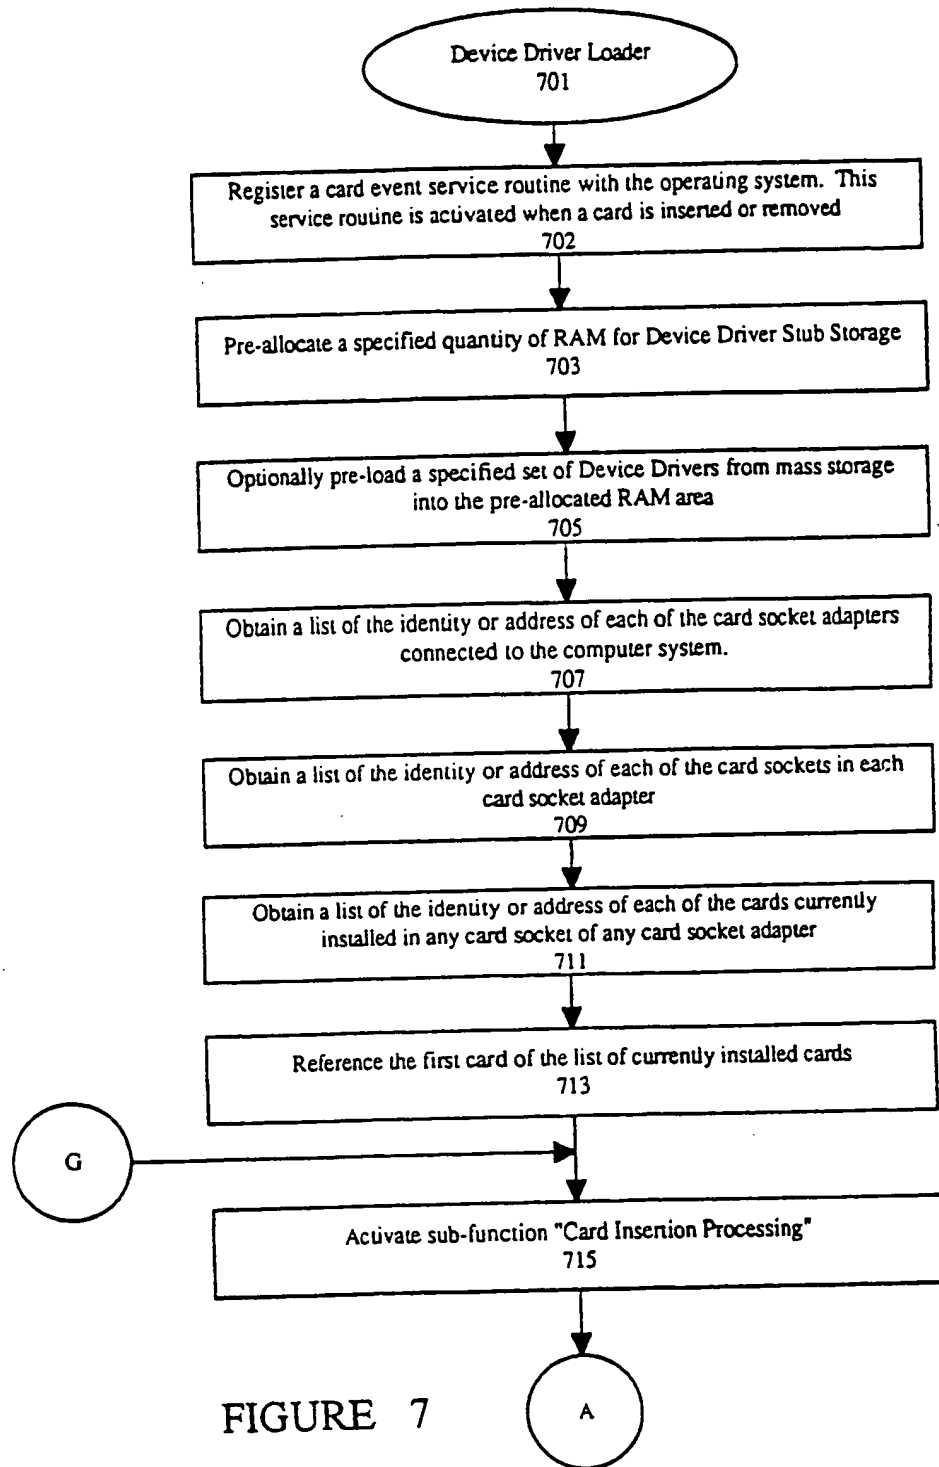 Device Driver Loader
701
Register a card event service routine with the operating system. This
service routine is activated when a card is inserted or removed
702
Pre-allocate a specified quantity of RAM for Device Driver Stub Storage
703
Optionally pre-load a specified set of Device Drivers from mass storage
into the pre-allocated RAM area
705
Obtain a list of the identity or address of each of the card socket adapters
connected to the computer system.
707
Obtain a list of the identity or address of each of the card sockets in each
card socket adapter
709
Obtain a list of the identity or address of each of the cards currently
installed in any card socket of any card socket adapter
711
Reference the first card of the list of currently installed cards
713
G
Activate sub-function "Card Insertion Processing"
715
A
FIGURE 7